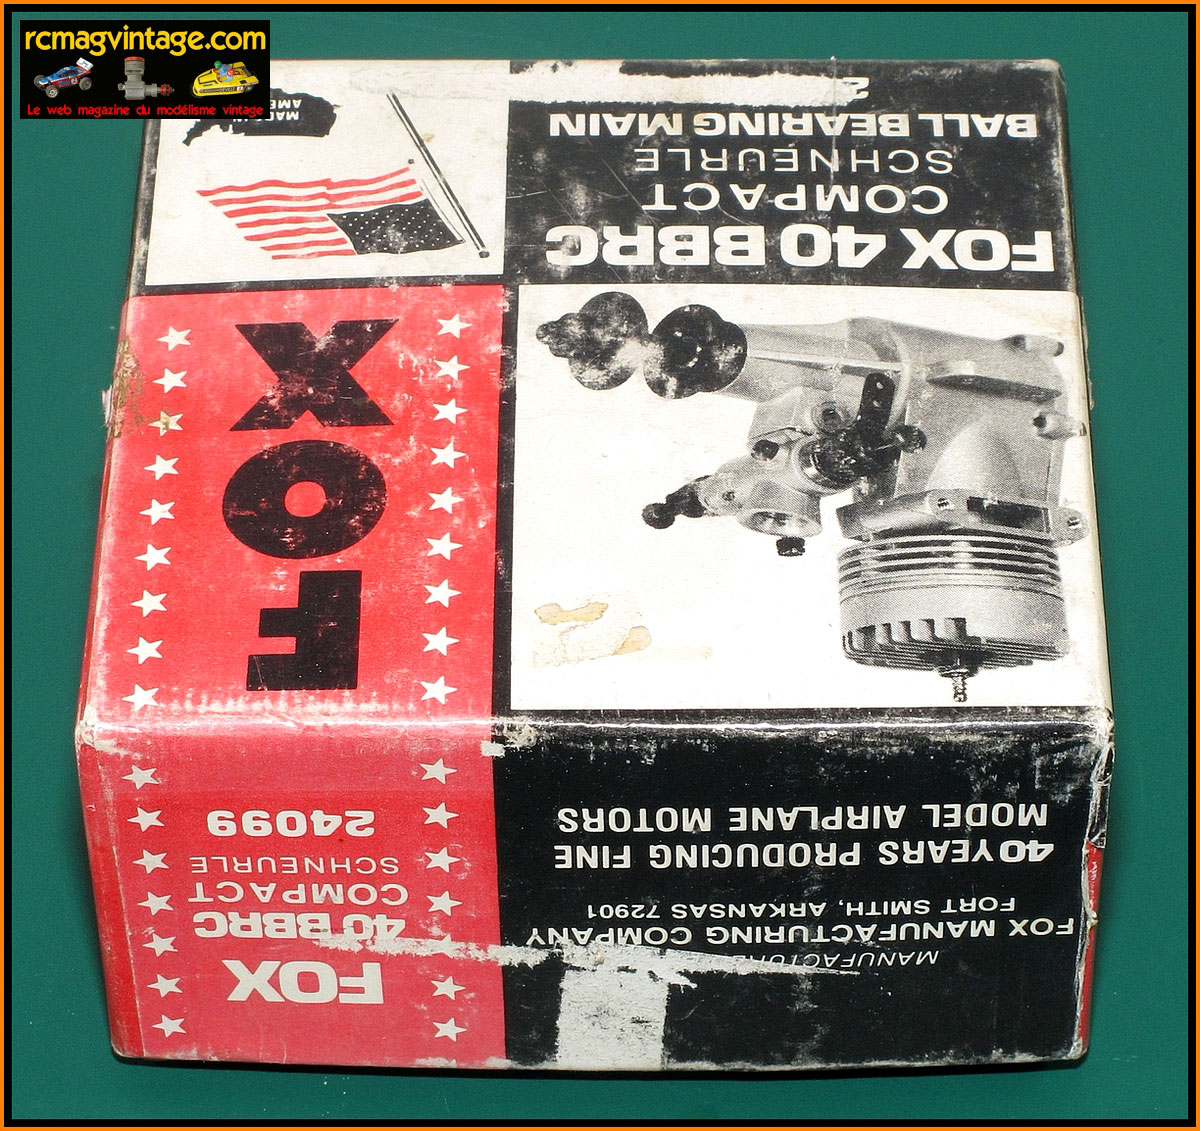 rcmagvintage.com
Le web magazine du modélisme vintage
FOX 40 BBRC
COMPACT
SCHNEURLE
BALL BEARING MAIN
FOX
MODEL AIRPLANE MOTORS
40 YEARS PRODUCING FINE
FORT SMITH, ARKANSAS 72901
FOX MANUFACTURING COMPANY
FOX
40 BBRC
COMPACT
SCHNEURLE
24099